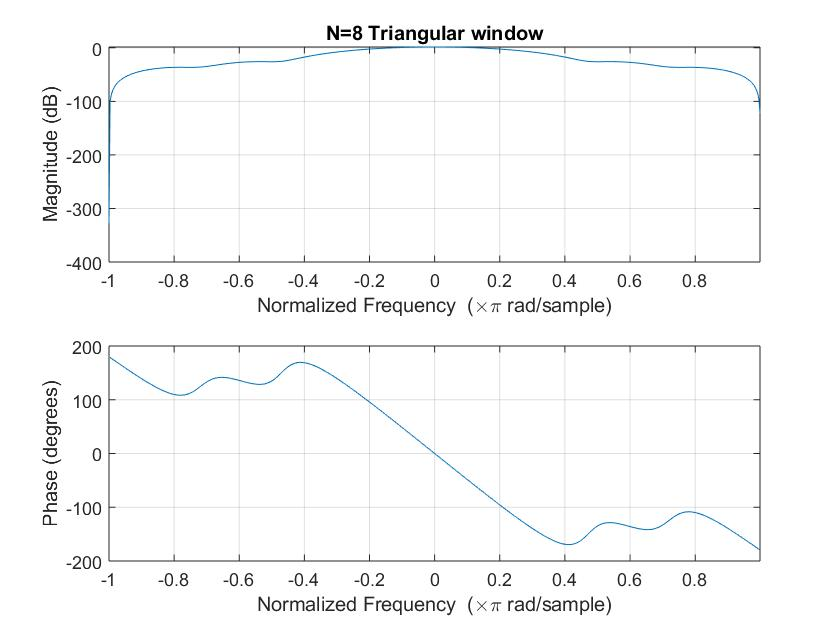 N=8 Triangular window
0
-100
-200
-300
-400
Magnitude (dB)
-1 -0.8 -0.6 -0.4 -0.2 0 0.2 0.4 0.6 0.8
Normalized Frequency (×π rad/sample)
200
100
0
-100
-200
Phase (degrees)
-1 -0.8 -0.6 -0.4 -0.2 0 0.2 0.4 0.6 0.8
Normalized Frequency (×π rad/sample)